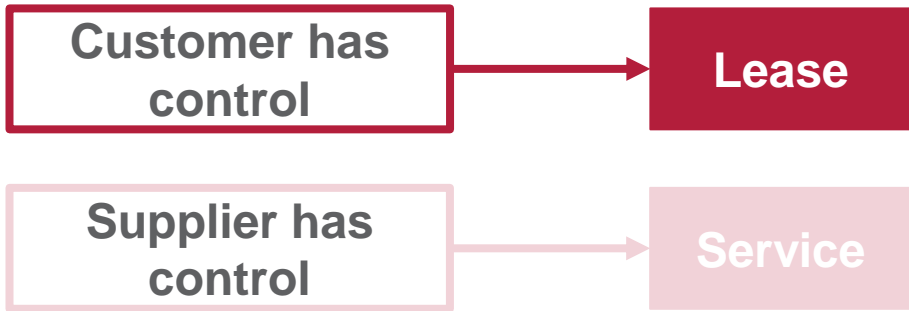 Customer has
control
Lease
Supplier has
control
Service